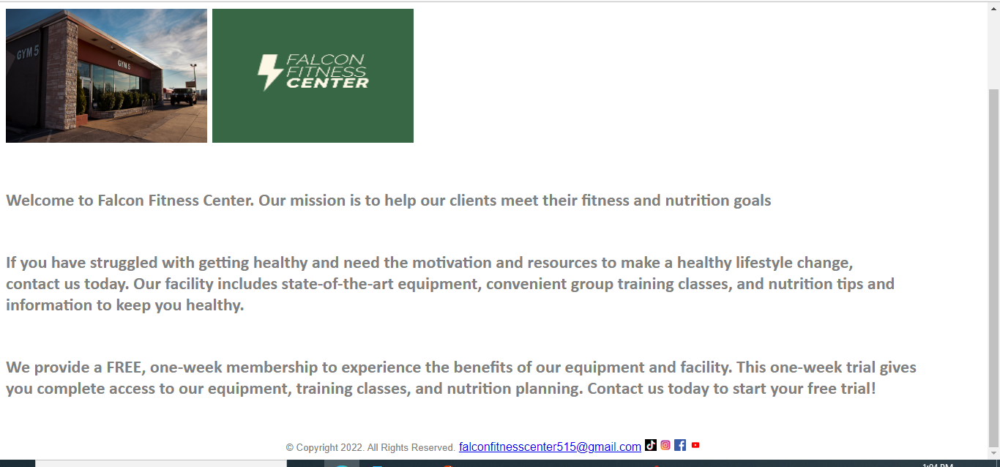 GYM 5
GYM 5
FALCON
FITNESS
CENTER
Welcome to Falcon Fitness Center. Our mission is to help our clients meet their fitness and nutrition goals
If you have struggled with getting healthy and need the motivation and resources to make a healthy lifestyle change,
contact us today. Our facility includes state-of-the-art equipment, convenient group training classes, and nutrition tips and
information to keep you healthy.
We provide a FREE, one-week membership to experience the benefits of our equipment and facility. This one-week trial gives
you complete access to our equipment, training classes, and nutrition planning. Contact us today to start your free trial!
© Copyright 2022. All Rights Reserved. falconfitnesscenter515@gmail.com
1:04 PM